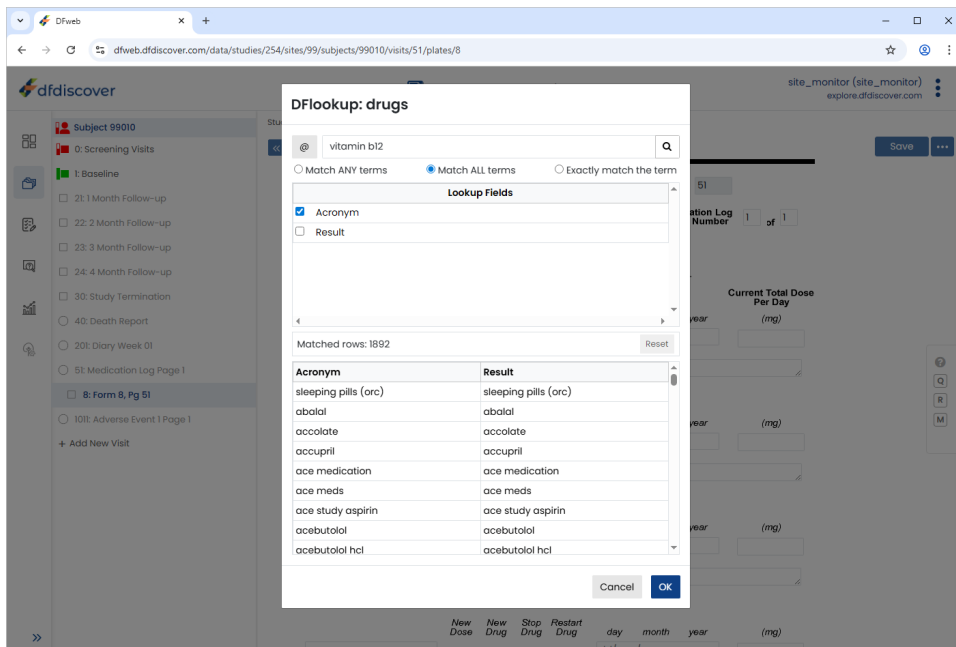 DFweb
dfweb.dfdiscover.com/data/studies/254/sites/99/subjects/99010/visits/51/plates/8
dfdiscover
site_monitor (site_monitor)
explore.dfdiscover.com
Subject 99010
0: Screening Visits
1: Baseline
21: 1 Month Follow-up
22: 2 Month Follow-up
23: 3 Month Follow-up
24: 4 Month Follow-up
30: Study Termination
40: Death Report
201: Diary Week 01
51: Medication Log Page 1
8: Form 8, Pg 51
1011: Adverse Event 1 Page 1
+ Add New Visit
Stu
Save
51
ation Log
Number
1 of 1
Current Total Dose
Per Day
year (mg)
year (mg)
year (mg)
Q
R
M
DFlookup: drugs
@ vitamin b12
Match ANY terms Match ALL terms Exactly match the term
Lookup Fields
Acronym
Result
Matched rows: 1892 Reset
Acronym Result
sleeping pills (orc) sleeping pills (orc)
abalal abalal
accolate accolate
accupril accupril
ace medication ace medication
ace meds ace meds
ace study aspirin ace study aspirin
acebutolol acebutolol
acebutolol hcl acebutolol hcl
Cancel OK
New Dose New Drug Stop Drug Restart Drug day month year (mg)